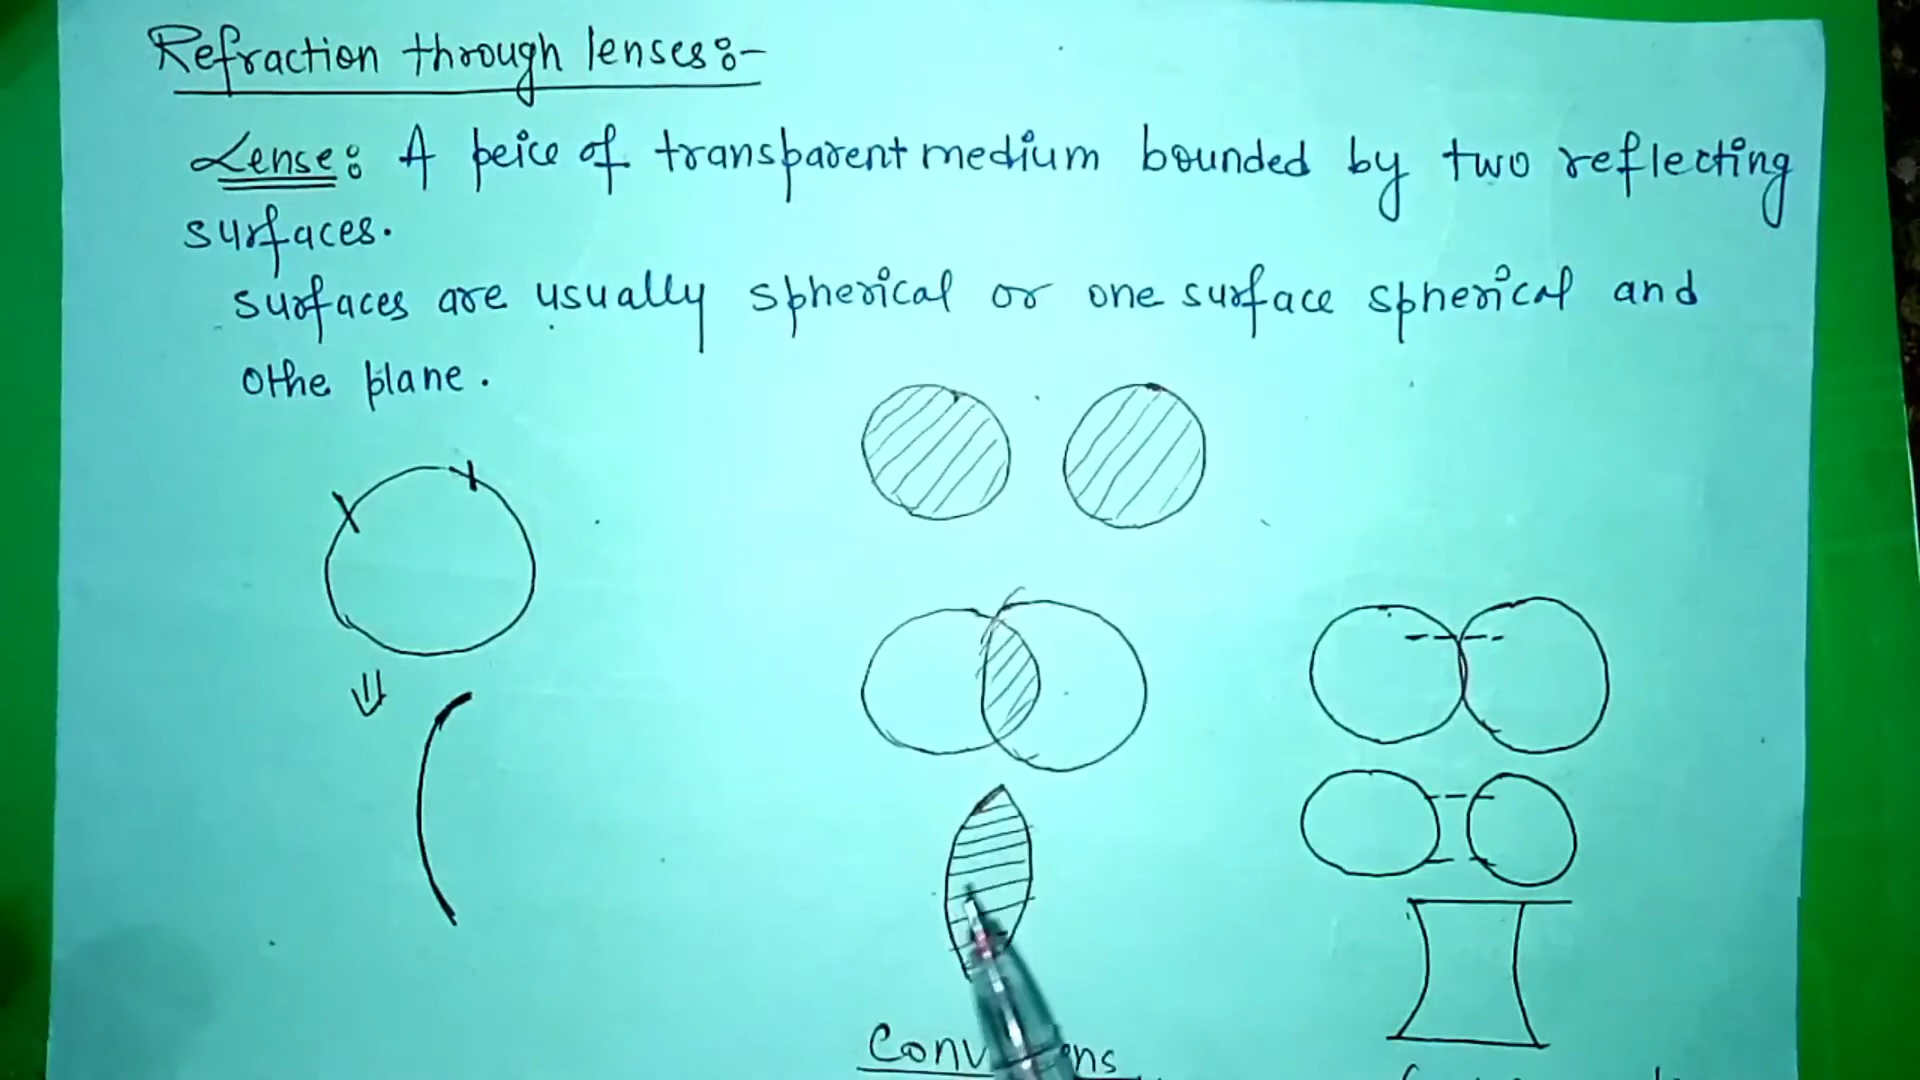 Refraction through lenses:-
Lense: A peice of transparent medium bounded by two reflecting
surfaces.
surfaces are usually spherical or one surface spherical and
othe plane.